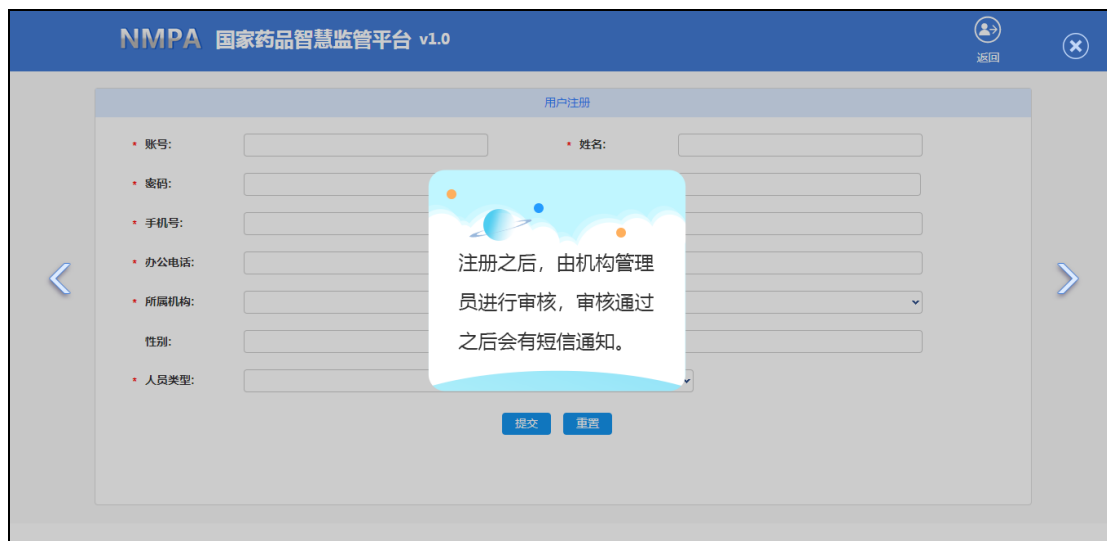 NMPA 国家药品智慧监管平台 v1.0
返回
用户注册
* 账号:
* 姓名:
* 密码:
* 手机号:
* 办公电话:
* 所属机构:
性别:
* 人员类型:
注册之后，由机构管理
员进行审核，审核通过
之后会有短信通知。
提交 重置